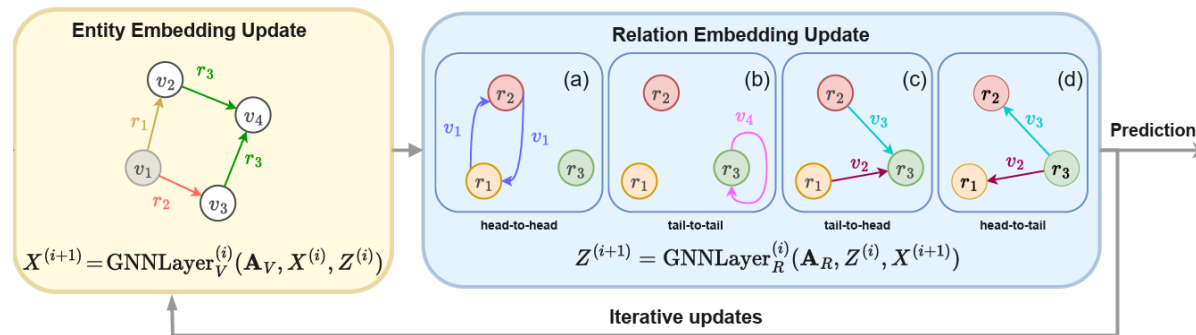 Entity Embedding Update
v₂
r₃
r₁
v₄
v₁
r₃
r₂
v₃
X⁽ⁱ⁺¹⁾=GNNLayer_V⁽ⁱ⁾(A_V, X⁽ⁱ⁾, Z⁽ⁱ⁾)
Relation Embedding Update
(a)
r₂
v₁
v₁
r₁
r₃
head-to-head
(b)
r₂
v₄
r₃
r₁
tail-to-tail
(c)
r₂
v₃
v₂
r₃
r₁
tail-to-head
(d)
r₂
v₃
v₂
r₃
r₁
head-to-tail
Z⁽ⁱ⁺¹⁾ = GNNLayer_R⁽ⁱ⁾(A_R, Z⁽ⁱ⁾, X⁽ⁱ⁺¹⁾)
Prediction
Iterative updates